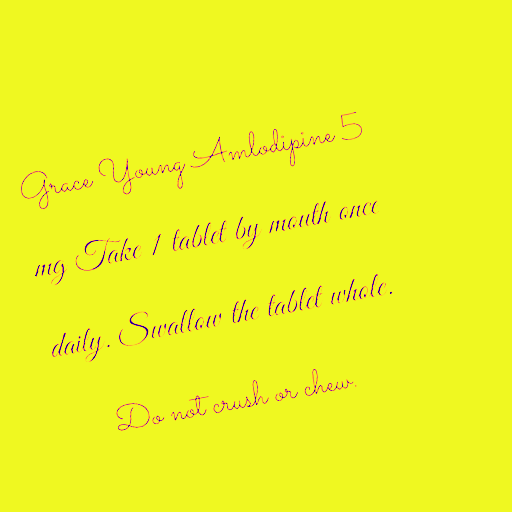 Grace Young Amlodipine 5
mg Take 1 tablet by mouth once
daily. Swallow the tablet whole.
Do not crush or chew.